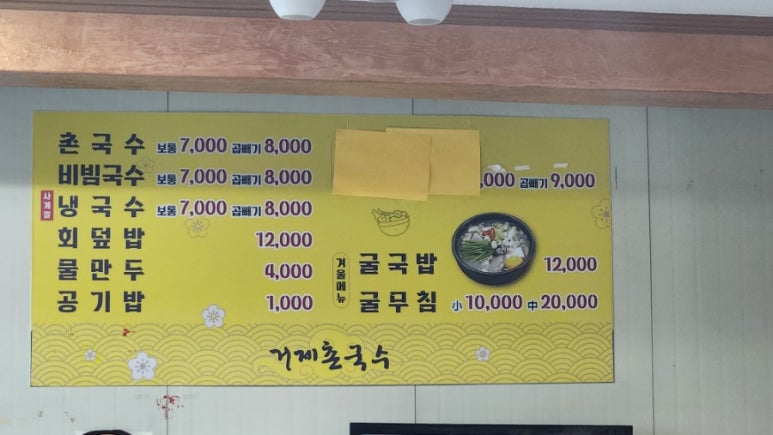 촌국수 보통 7,000 곱빼기 8,000
비빔국수 보통 7,000 곱빼기 8,000
사계절
냉국수 보통 7,000 곱빼기 8,000
회덮밥 12,000
물만두 4,000
공기밥 1,000
,000 곱빼기 9,000
겨울메뉴
굴국밥 12,000
굴무침 小 10,000 中 20,000
거제촌국수